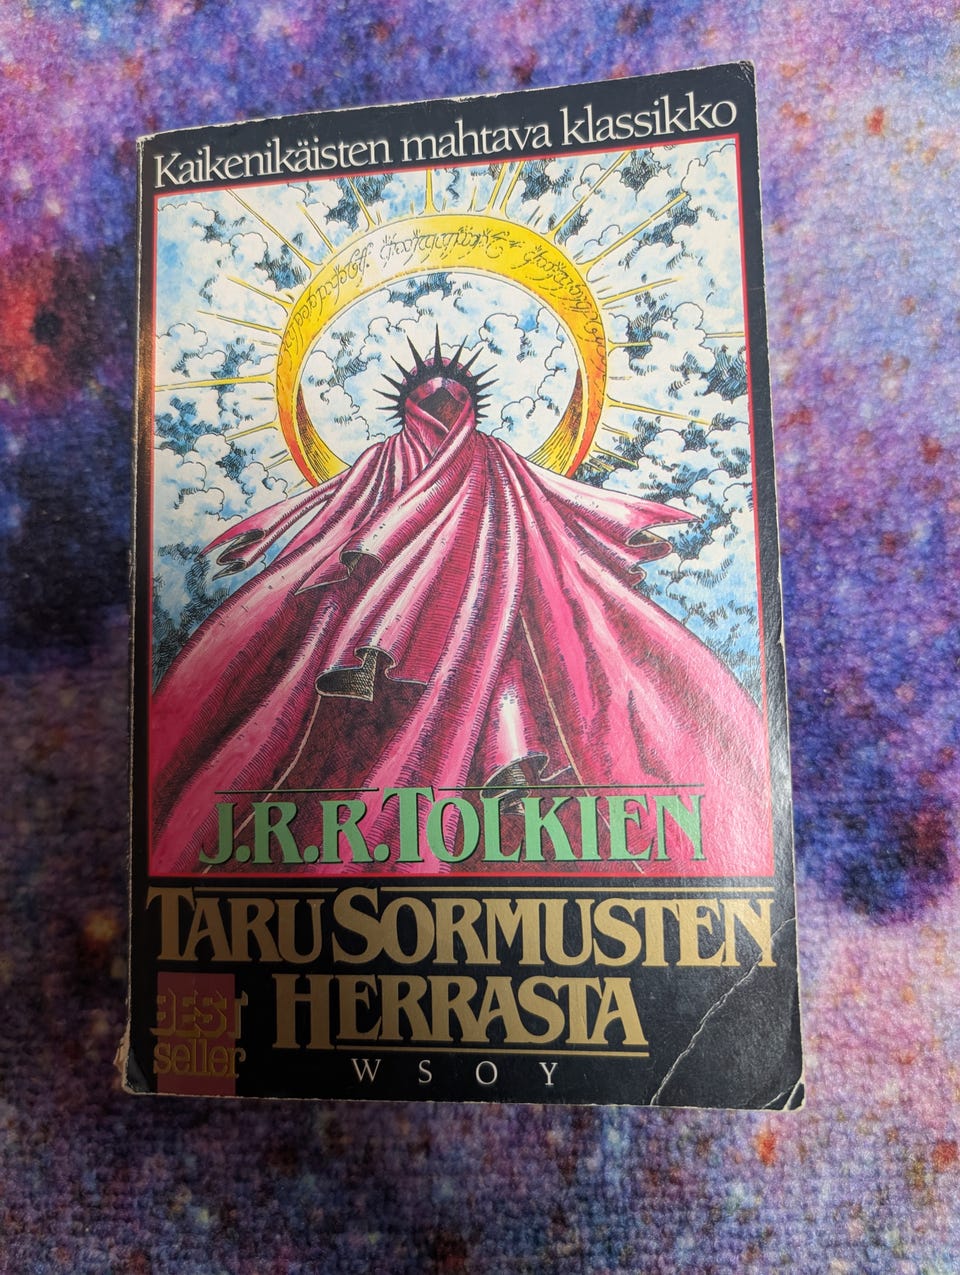 Kaikenikäisten mahtava klassikko
J.R.R. TOLKIEN
TARU SORMUSTEN
HERRASTA
BEST
seller
WSOY